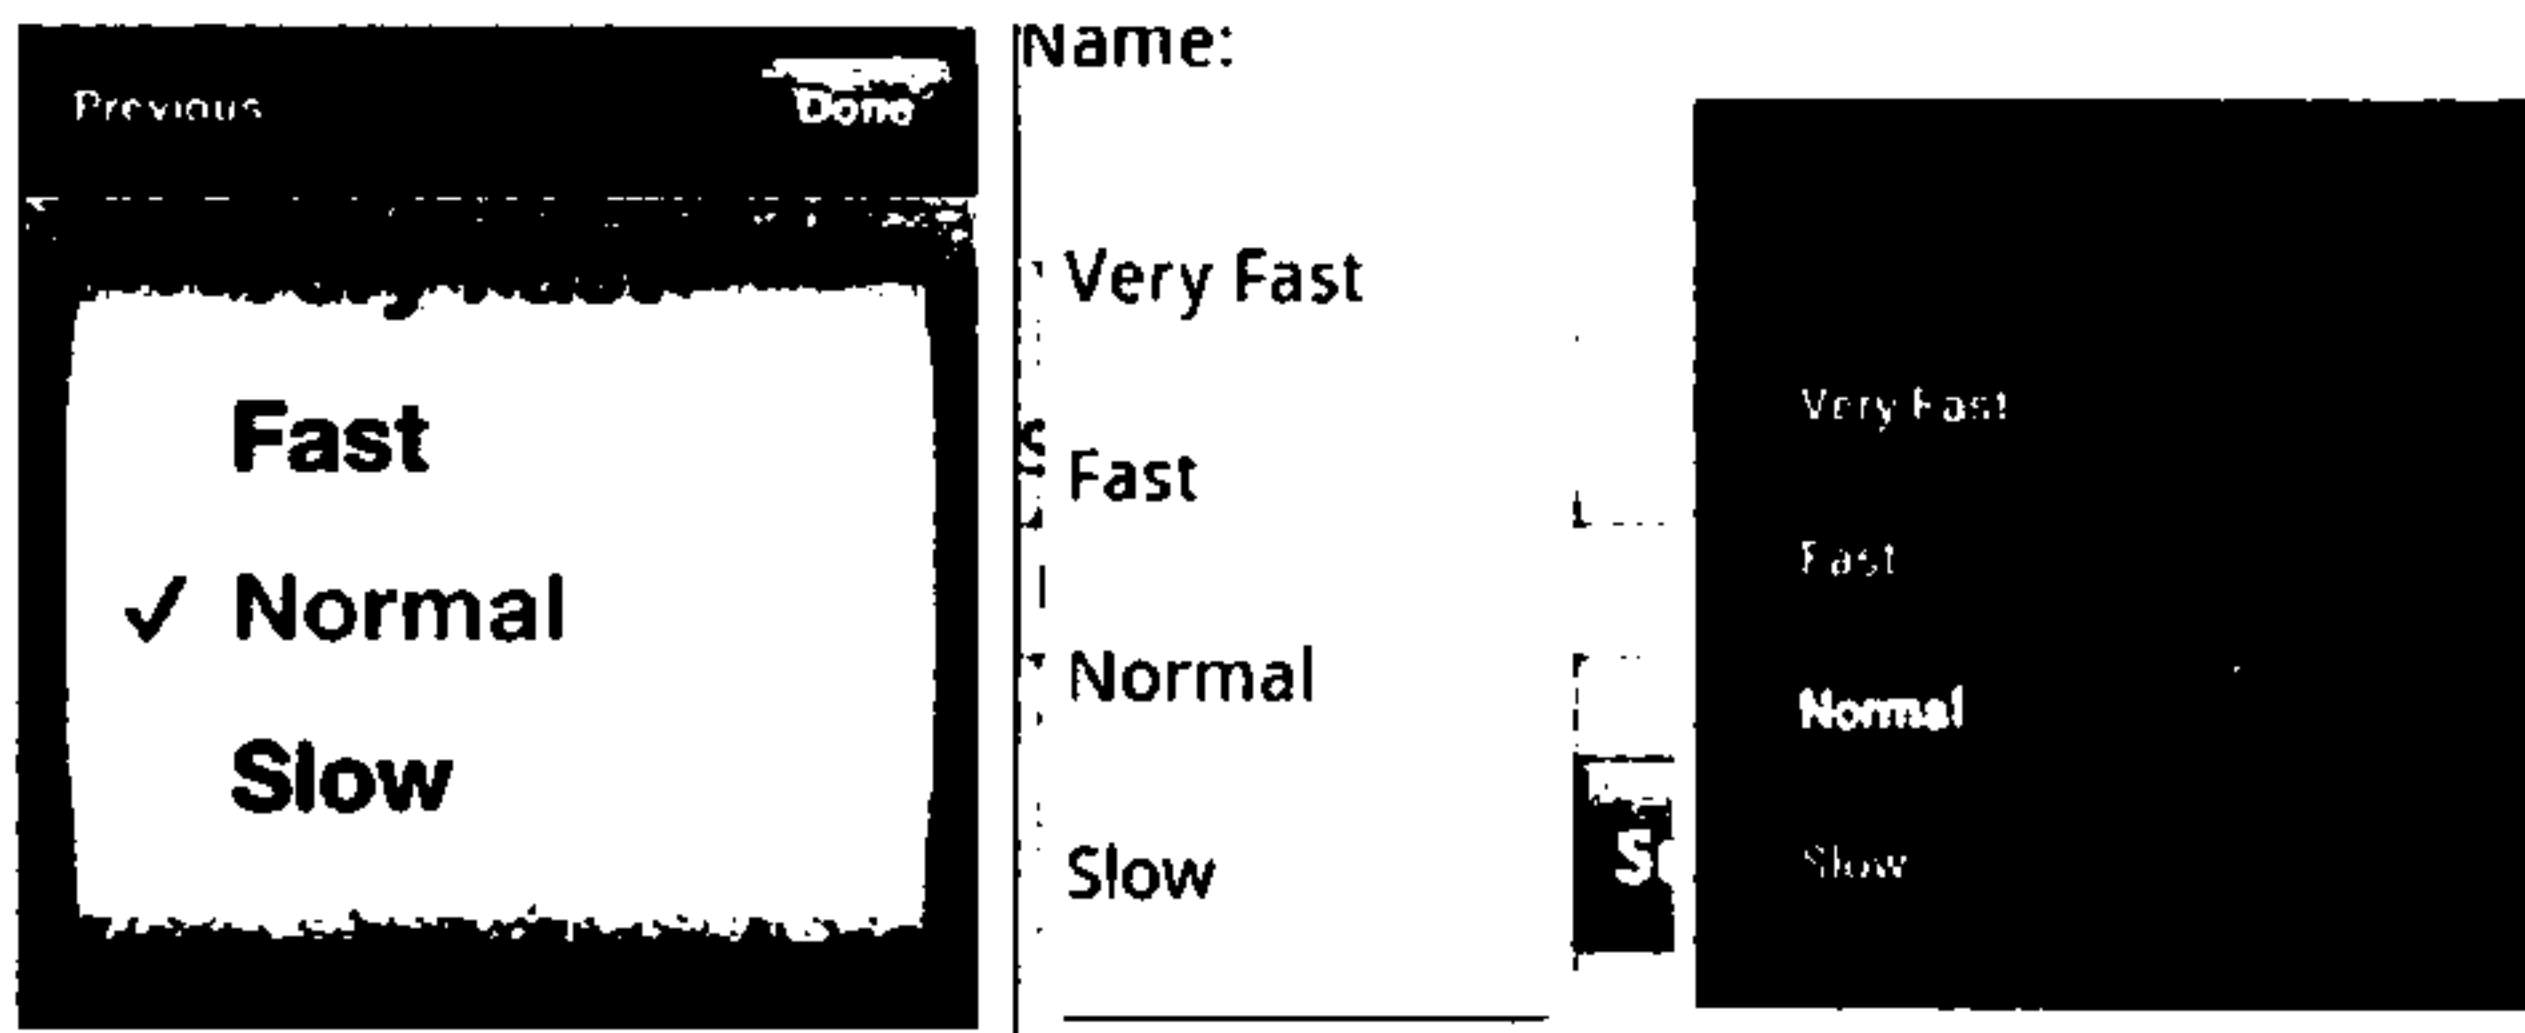 Previous
Done
Fast
✓ Normal
Slow
Name:
Very Fast
Fast
Normal
Slow
Very Fast
Fast
Normal
Slow